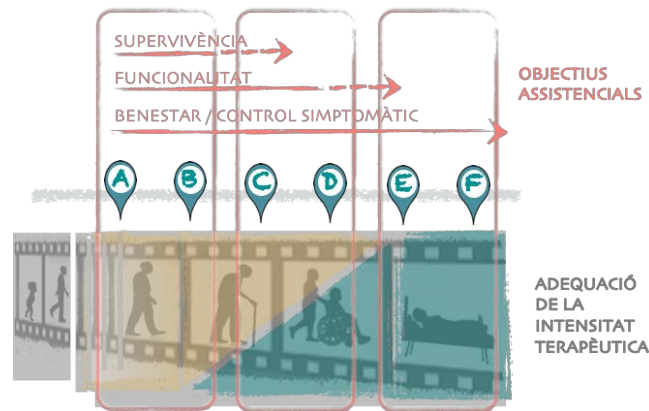 SUPERVIVÈNCIA
FUNCIONALITAT
BENESTAR / CONTROL SIMPTOMÀTIC
OBJECTIUS
ASSISTENCIALS
A B C D E F
ADEQUACIÓ
DE LA
INTENSITAT
TERAPÈUTICA